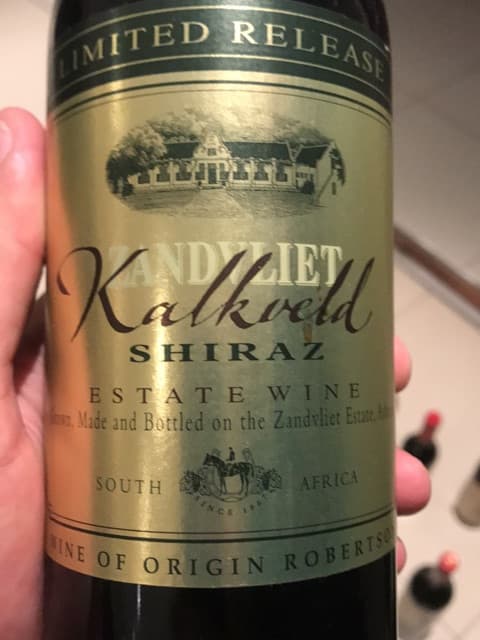 LIMITED RELEASE
ZANDVLIET
Kalkveld
SHIRAZ
ESTATE WINE
Made and Bottled on the Zandvliet Estate,
SOUTH AFRICA
SINCE
WINE OF ORIGIN ROBERTSO